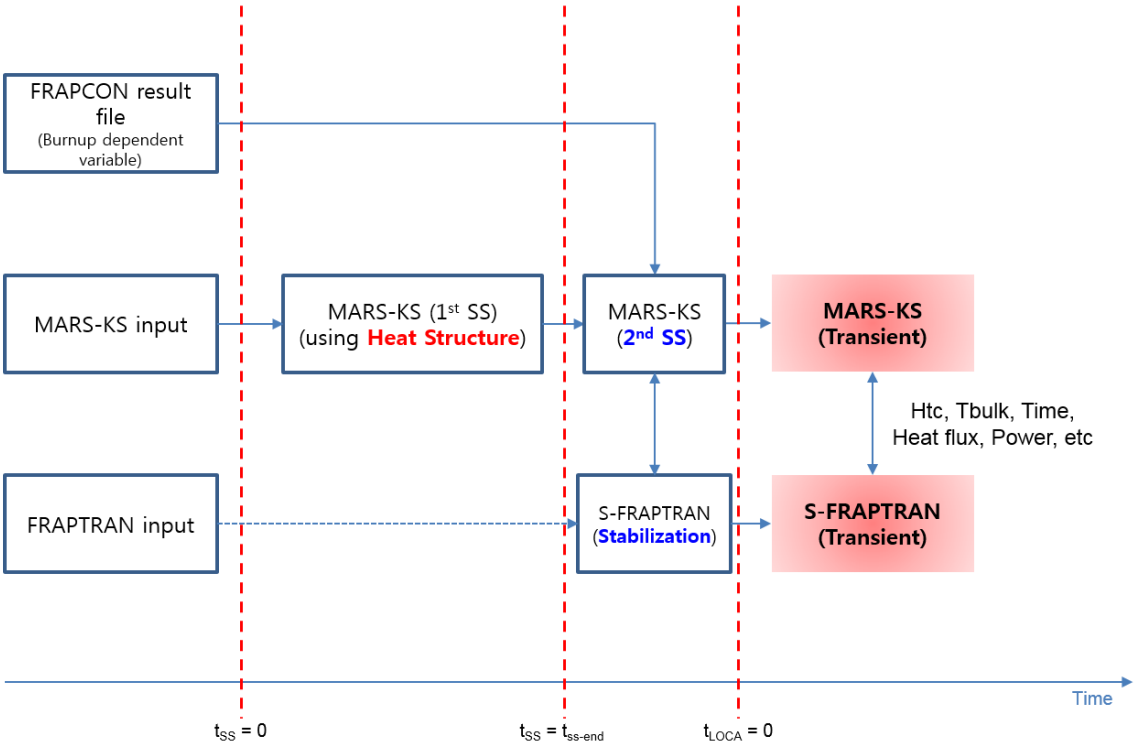 FRAPCON result
file
(Burnup dependent
variable)
MARS-KS input
MARS-KS (1st SS)
(using Heat Structure)
MARS-KS
(2nd SS)
MARS-KS
(Transient)
Htc, Tbulk, Time,
Heat flux, Power, etc
FRAPTRAN input
S-FRAPTRAN
(Stabilization)
S-FRAPTRAN
(Transient)
Time
tSS = 0
tSS = tss-end
tLOCA = 0